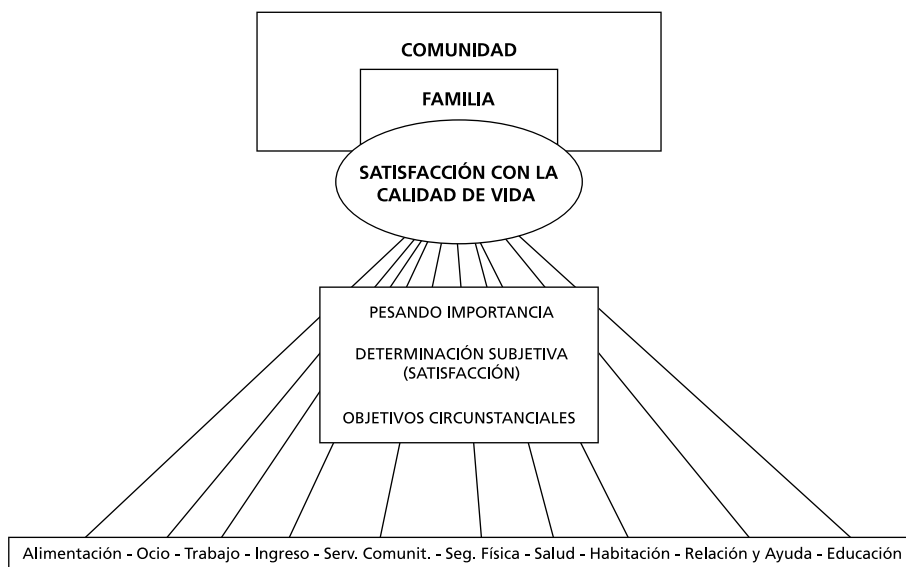 COMUNIDAD
FAMILIA
SATISFACCIÓN CON LA
CALIDAD DE VIDA
PESANDO IMPORTANCIA
DETERMINACIÓN SUBJETIVA
(SATISFACCIÓN)
OBJETIVOS CIRCUNSTANCIALES
Alimentación - Ocio - Trabajo - Ingreso - Serv. Comunit. - Seg. Física - Salud - Habitación - Relación y Ayuda - Educación